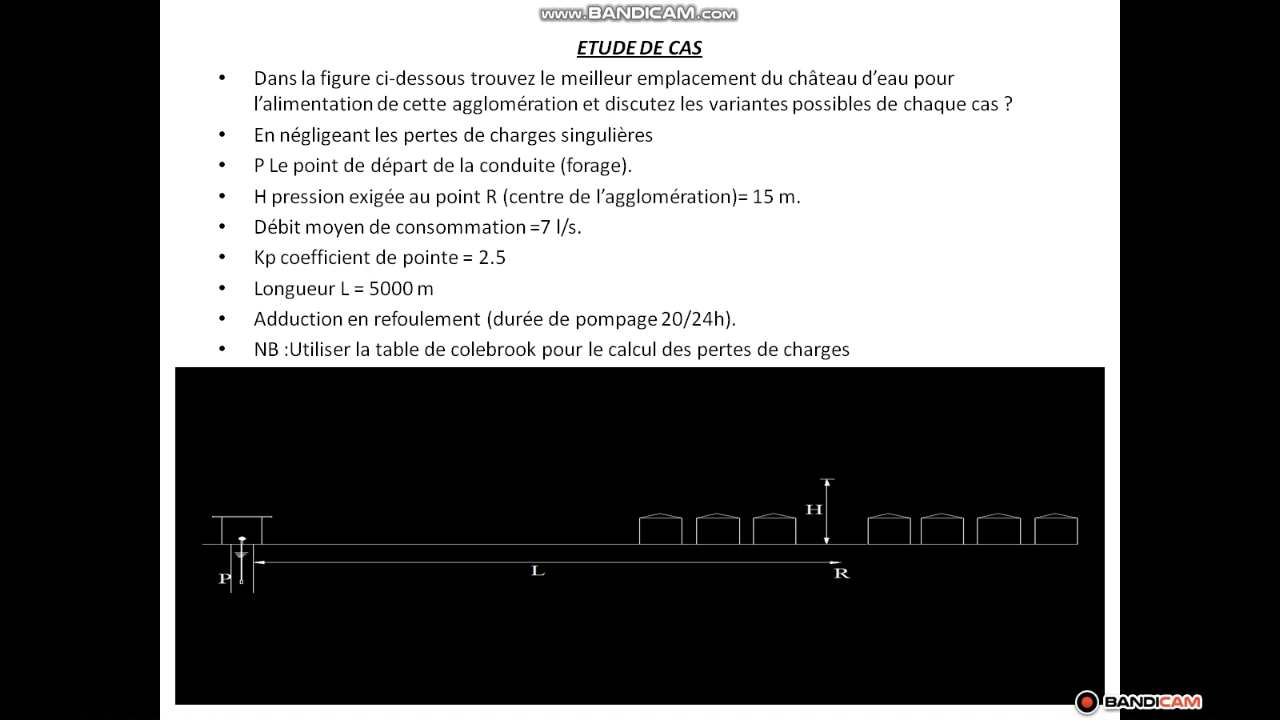 www.BANDICAM.com
ETUDE DE CAS
• Dans la figure ci-dessous trouvez le meilleur emplacement du château d’eau pour
l’alimentation de cette agglomération et discutez les variantes possibles de chaque cas ?
• En négligeant les pertes de charges singulières
• P Le point de départ de la conduite (forage).
• H pression exigée au point R (centre de l’agglomération)= 15 m.
• Débit moyen de consommation =7 l/s.
• Kp coefficient de pointe = 2.5
• Longueur L = 5000 m
• Adduction en refoulement (durée de pompage 20/24h).
• NB :Utiliser la table de colebrook pour le calcul des pertes de charges
H
P
L
R
BANDICAM